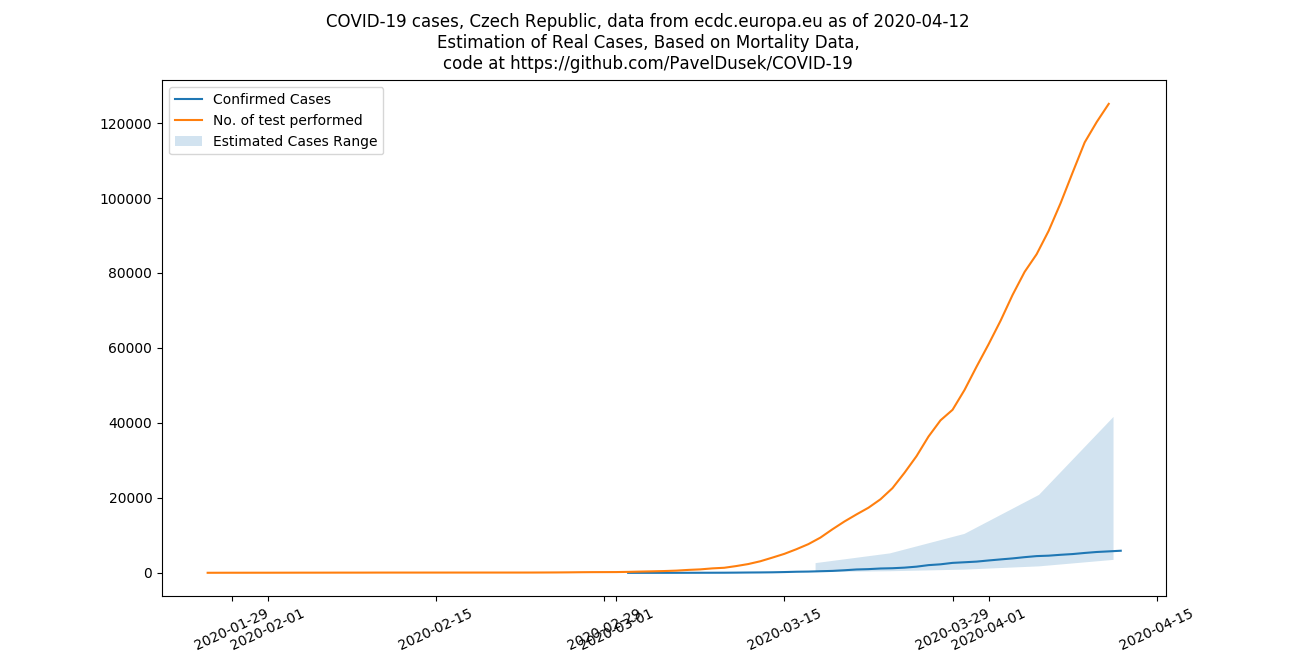 COVID-19 cases, Czech Republic, data from ecdc.europa.eu as of 2020-04-12
Estimation of Real Cases, Based on Mortality Data,
code at https://github.com/PavelDusek/COVID-19
Confirmed Cases
No. of test performed
Estimated Cases Range
120000
100000
80000
60000
40000
20000
0
2020-01-29
2020-02-01
2020-02-15
2020-02-29
2020-03-01
2020-03-15
2020-03-29
2020-04-01
2020-04-15